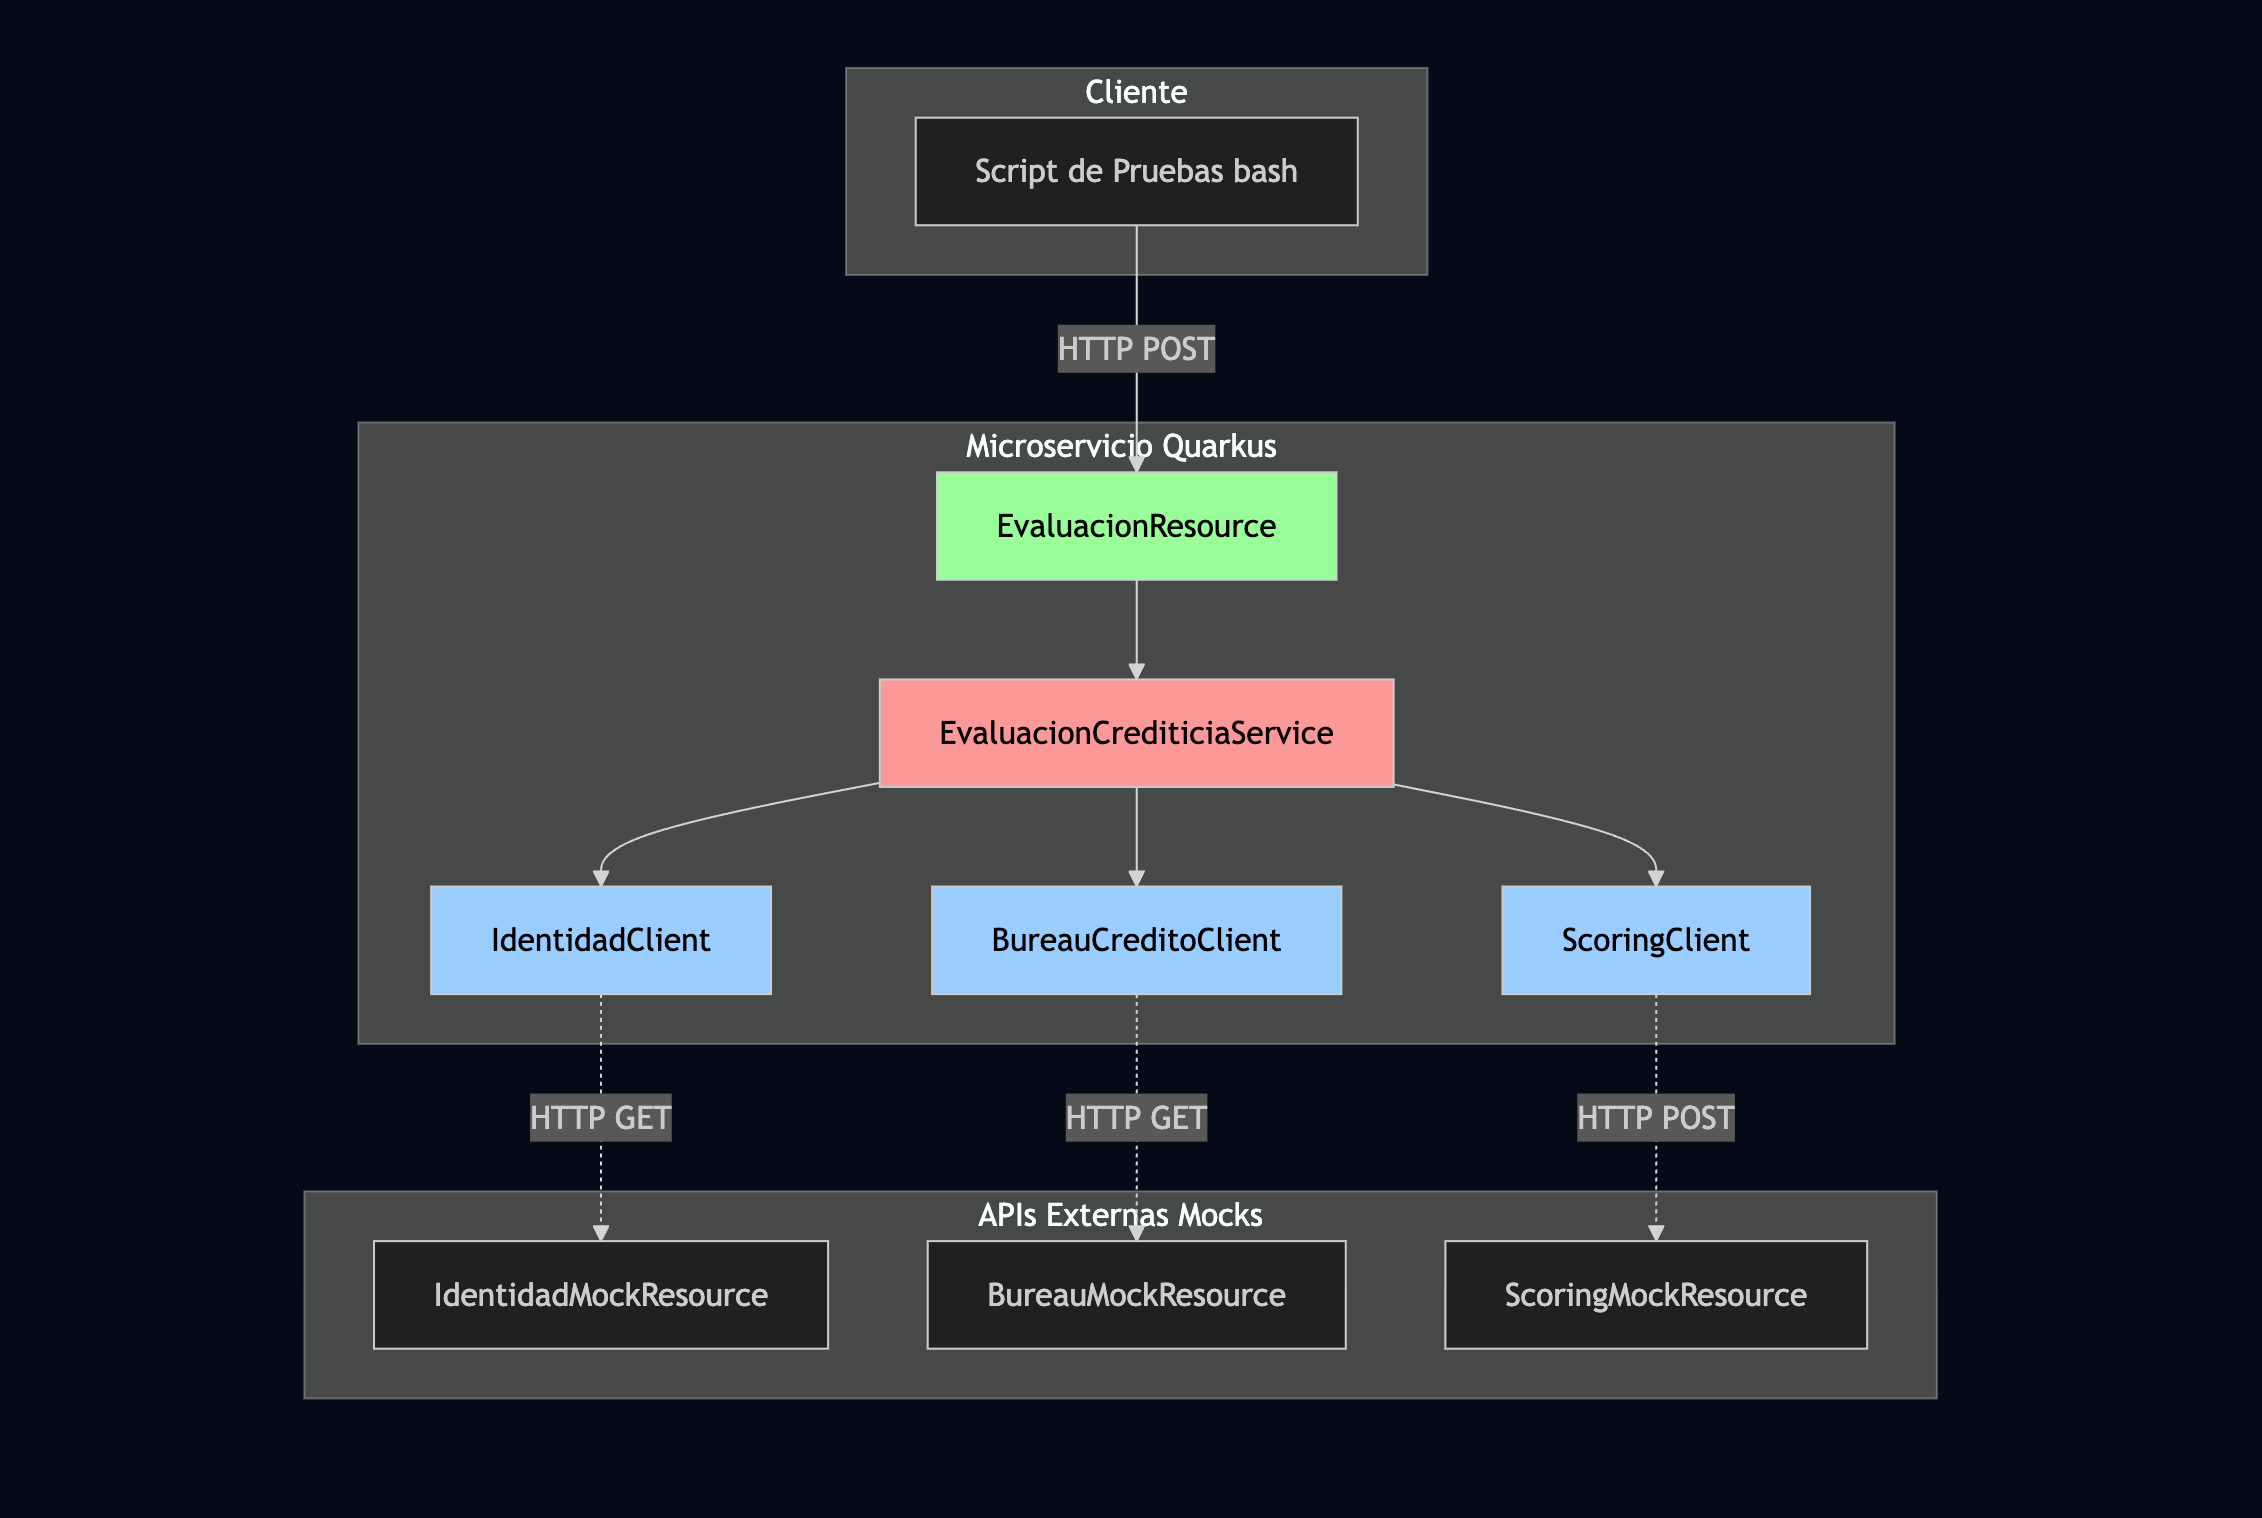 Cliente
Script de Pruebas bash
HTTP POST
Microservicio Quarkus
EvaluacionResource
EvaluacionCrediticiaService
IdentidadClient
BureauCreditoClient
ScoringClient
HTTP GET
HTTP GET
HTTP POST
APIs Externas Mocks
IdentidadMockResource
BureauMockResource
ScoringMockResource